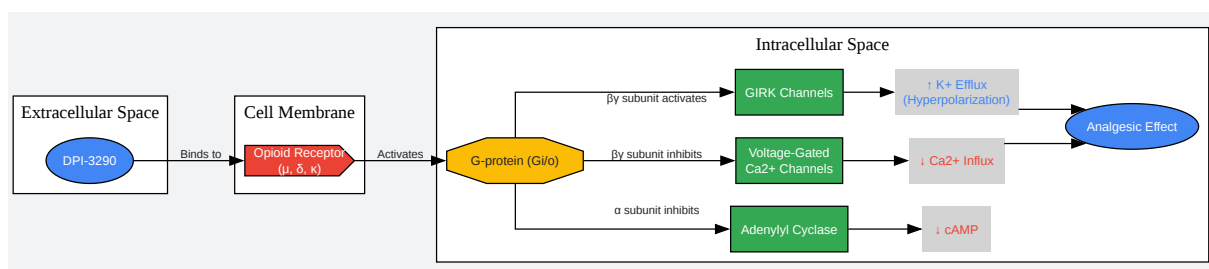 Intracellular Space
Extracellular Space
DPI-3290
Binds to
Cell Membrane
Opioid Receptor
(μ, δ, κ)
Activates
G-protein (Gi/o)
βγ subunit activates
GIRK Channels
↑ K+ Efflux
(Hyperpolarization)
βγ subunit inhibits
Voltage-Gated
Ca2+ Channels
↓ Ca2+ Influx
Analgesic Effect
α subunit inhibits
Adenylyl Cyclase
↓ cAMP